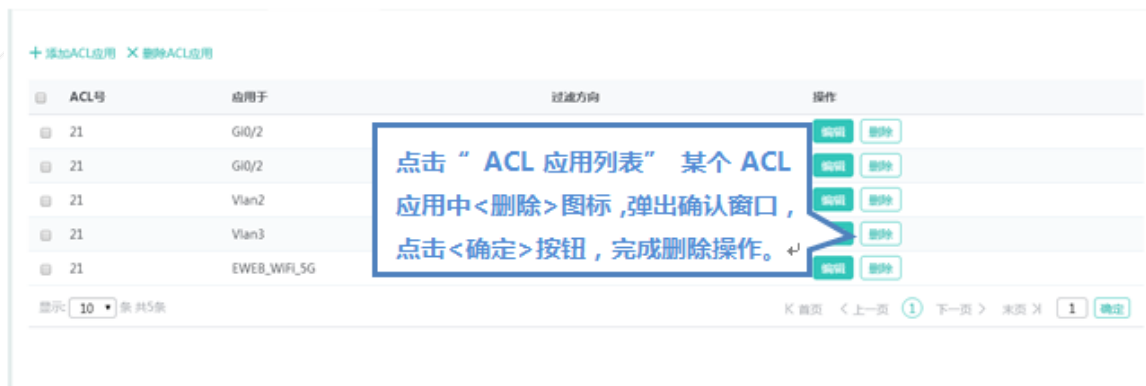 + 添加ACL应用 × 删除ACL应用
ACL号 应用于 过滤方向 操作
21 Gi0/2 编辑 删除
21 Gi0/2 编辑 删除
21 Vlan2 编辑 删除
21 Vlan3 删除
21 EWEB_WIFI_5G 编辑 删除
点击“ ACL 应用列表” 某个 ACL
应用中<删除>图标 ,弹出确认窗口，
点击<确定>按钮，完成删除操作。
显示: 10 条 共5条 首页 上一页 1 下一页 末页 1 确定